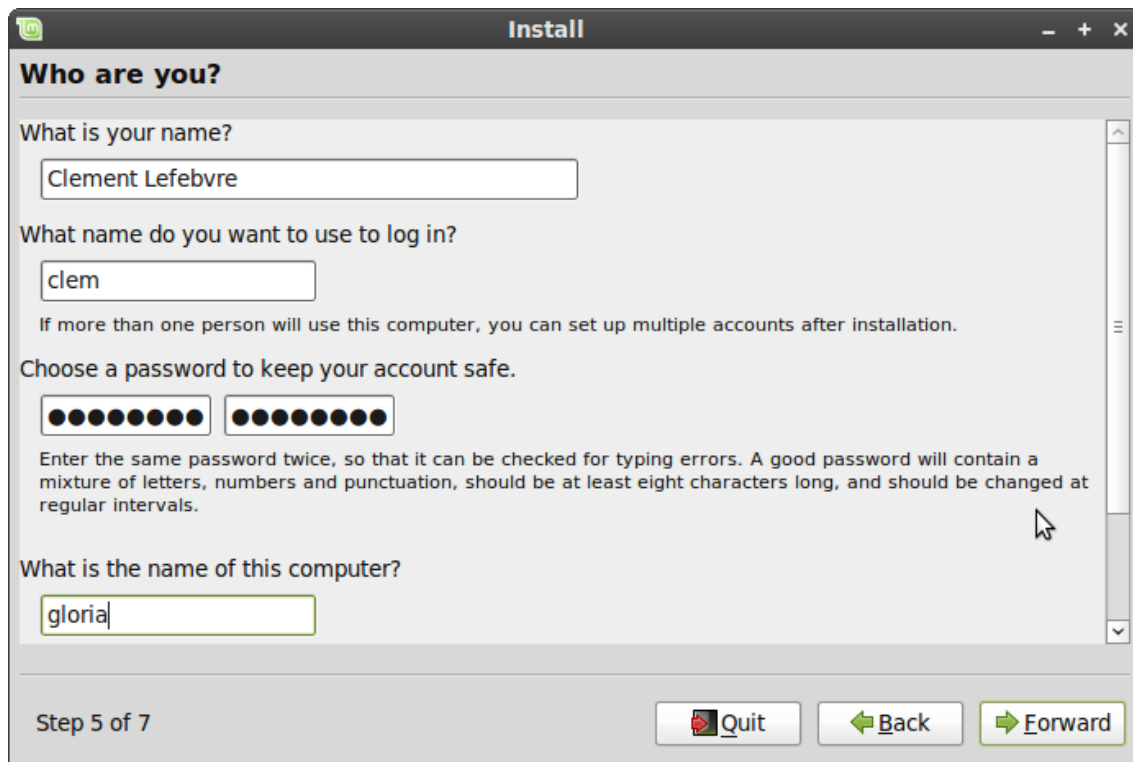 Install
Who are you?
What is your name?
Clement Lefebvre
What name do you want to use to log in?
clem
If more than one person will use this computer, you can set up multiple accounts after installation.
Choose a password to keep your account safe.
●●●●●●●● ●●●●●●●●
Enter the same password twice, so that it can be checked for typing errors. A good password will contain a
mixture of letters, numbers and punctuation, should be at least eight characters long, and should be changed at
regular intervals.
What is the name of this computer?
gloria
Step 5 of 7 Quit Back Forward